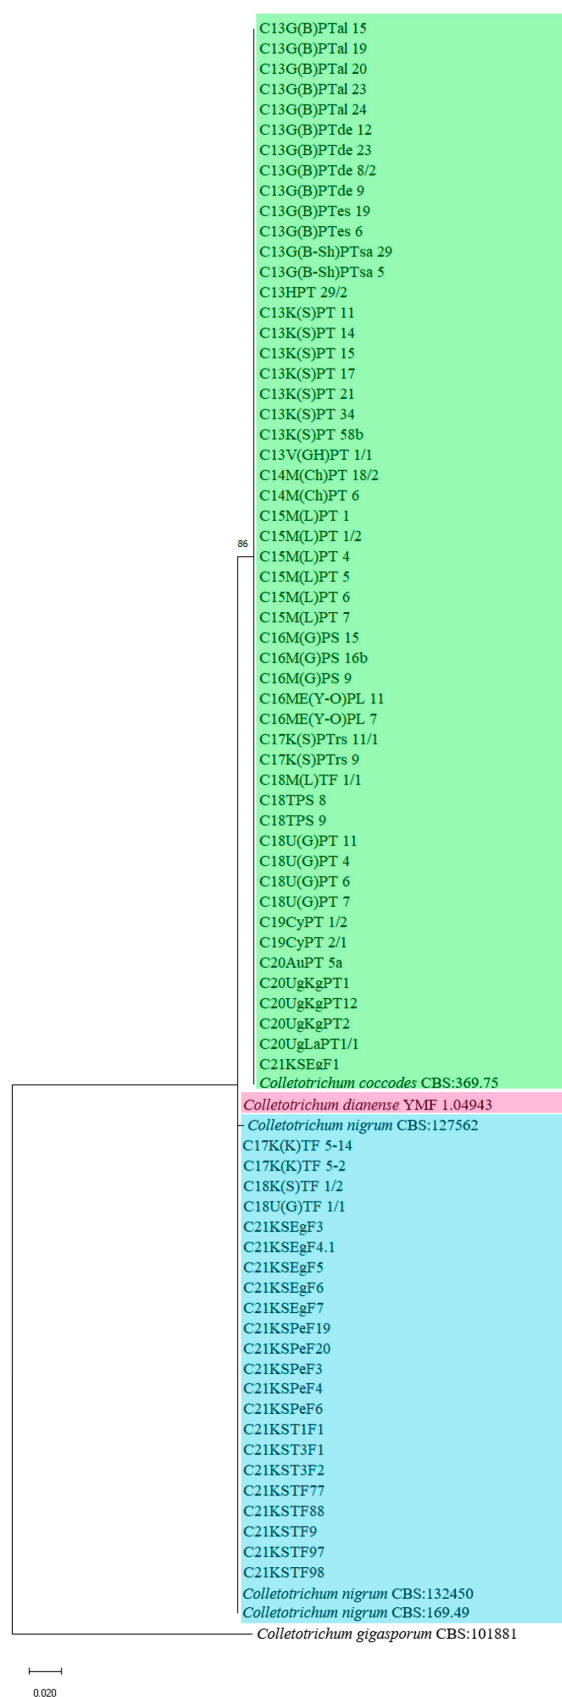 C13G(B)PTal 15
C13G(B)PTal 19
C13G(B)PTal 20
C13G(B)PTal 23
C13G(B)PTal 24
C13G(B)PTde 12
C13G(B)PTde 23
C13G(B)PTde 8/2
C13G(B)PTde 9
C13G(B)PTes 19
C13G(B)PTes 6
C13G(B-Sh)PTsa 29
C13G(B-Sh)PTsa 5
C13HPT 29/2
C13K(S)PT 11
C13K(S)PT 14
C13K(S)PT 15
C13K(S)PT 17
C13K(S)PT 21
C13K(S)PT 34
C13K(S)PT 58b
C13V(GH)PT 1/1
C14M(Ch)PT 18/2
C14M(Ch)PT 6
C15M(L)PT 1
C15M(L)PT 1/2
86
C15M(L)PT 4
C15M(L)PT 5
C15M(L)PT 6
C15M(L)PT 7
C16M(G)PS 15
C16M(G)PS 16b
C16M(G)PS 9
C16ME(Y-O)PL 11
C16ME(Y-O)PL 7
C17K(S)PTrs 11/1
C17K(S)PTrs 9
C18M(L)TF 1/1
C18TPS 8
C18TPS 9
C18U(G)PT 11
C18U(G)PT 4
C18U(G)PT 6
C18U(G)PT 7
C19CyPT 1/2
C19CyPT 2/1
C20AuPT 5a
C20UgKgPT1
C20UgKgPT12
C20UgKgPT2
C20UgLaPT1/1
C21KSEgF1
Colletotrichum coccodes CBS:369.75
Colletotrichum dianense YMF 1.04943
Colletotrichum nigrum CBS:127562
C17K(K)TF 5-14
C17K(K)TF 5-2
C18K(S)TF 1/2
C18U(G)TF 1/1
C21KSEgF3
C21KSEgF4.1
C21KSEgF5
C21KSEgF6
C21KSEgF7
C21KSPeF19
C21KSPeF20
C21KSPeF3
C21KSPeF4
C21KSPeF6
C21KST1F1
C21KST3F1
C21KST3F2
C21KSTF77
C21KSTF88
C21KSTF9
C21KSTF97
C21KSTF98
Colletotrichum nigrum CBS:132450
Colletotrichum nigrum CBS:169.49
Colletotrichum gigasporum CBS:101881
0.020